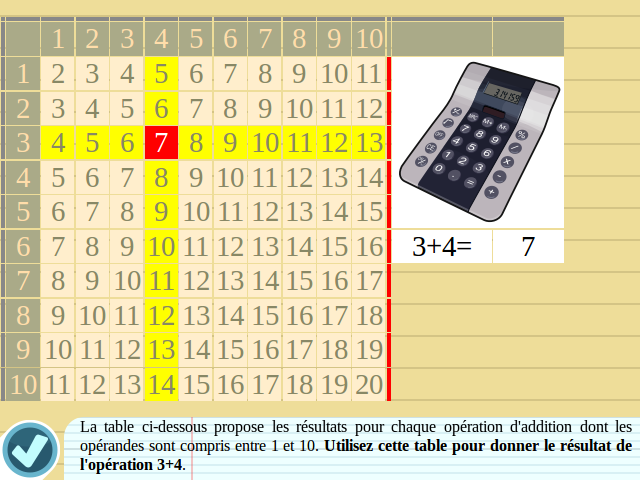 1 2 3 4 5 6 7 8 9 10
1 2 3 4 5 6 7 8 9 10 11
2 3 4 5 6 7 8 9 10 11 12
3 4 5 6 7 8 9 10 11 12 13
4 5 6 7 8 9 10 11 12 13 14
5 6 7 8 9 10 11 12 13 14 15
6 7 8 9 10 11 12 13 14 15 16
7 8 9 10 11 12 13 14 15 16 17
8 9 10 11 12 13 14 15 16 17 18
9 10 11 12 13 14 15 16 17 18 19
10 11 12 13 14 15 16 17 18 19 20
3+4= 7
La table ci-dessous propose les résultats pour chaque opération d'addition dont les
opérandes sont compris entre 1 et 10. Utilisez cette table pour donner le résultat de
l'opération 3+4.